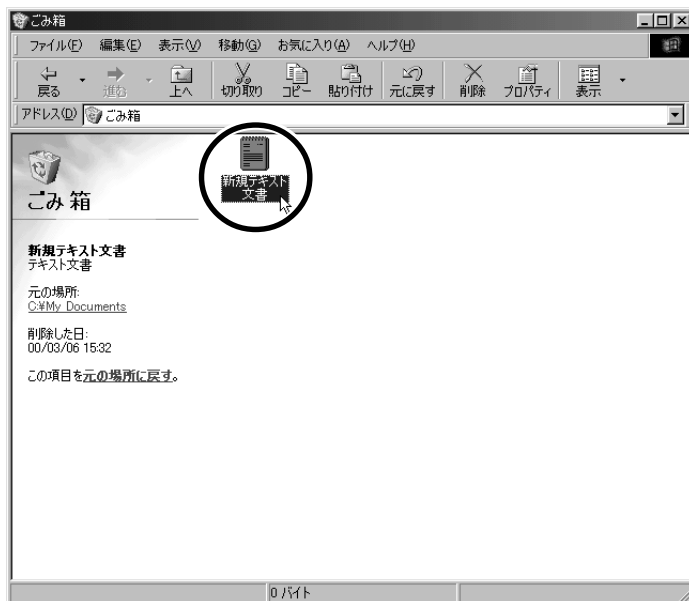 ごみ箱
ファイル(F) 編集(E) 表示(V) 移動(G) お気に入り(A) ヘルプ(H)
戻る 進む 上へ 切り取り コピー 貼り付け 元に戻す 削除 プロパティ 表示
アドレス(D) ごみ箱
新規テキスト
文書
ごみ箱
新規テキスト文書
テキスト文書
元の場所:
C:¥My Documents
削除した日:
00/03/06 15:32
この項目を元の場所に戻す。
0 バイト